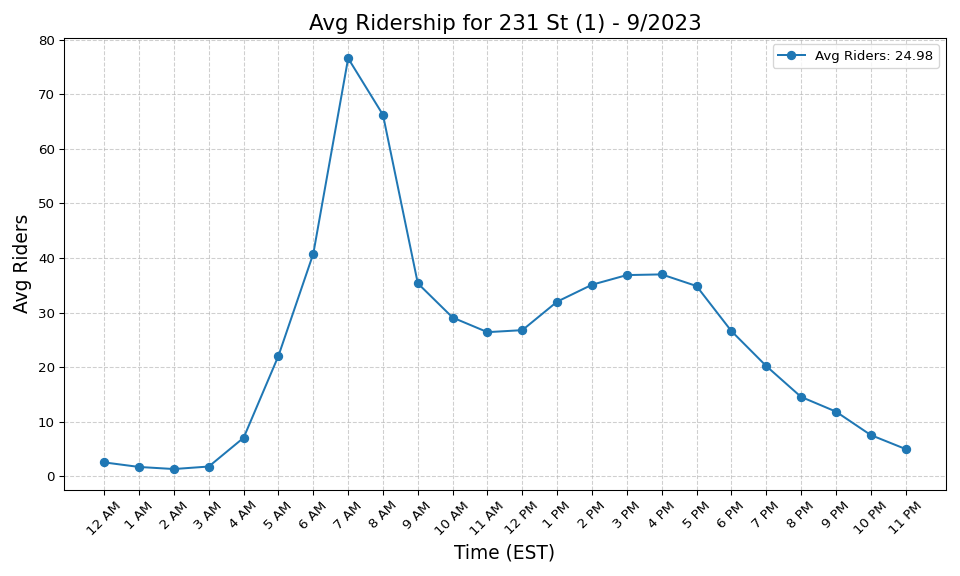 Avg Ridership for 231 St (1) - 9/2023
Avg Riders: 24.98
Avg Riders
80
70
60
50
40
30
20
10
0
12 AM
1 AM
2 AM
3 AM
4 AM
5 AM
6 AM
7 AM
8 AM
9 AM
10 AM
11 AM
12 PM
1 PM
2 PM
3 PM
4 PM
5 PM
6 PM
7 PM
8 PM
9 PM
10 PM
11 PM
Time (EST)